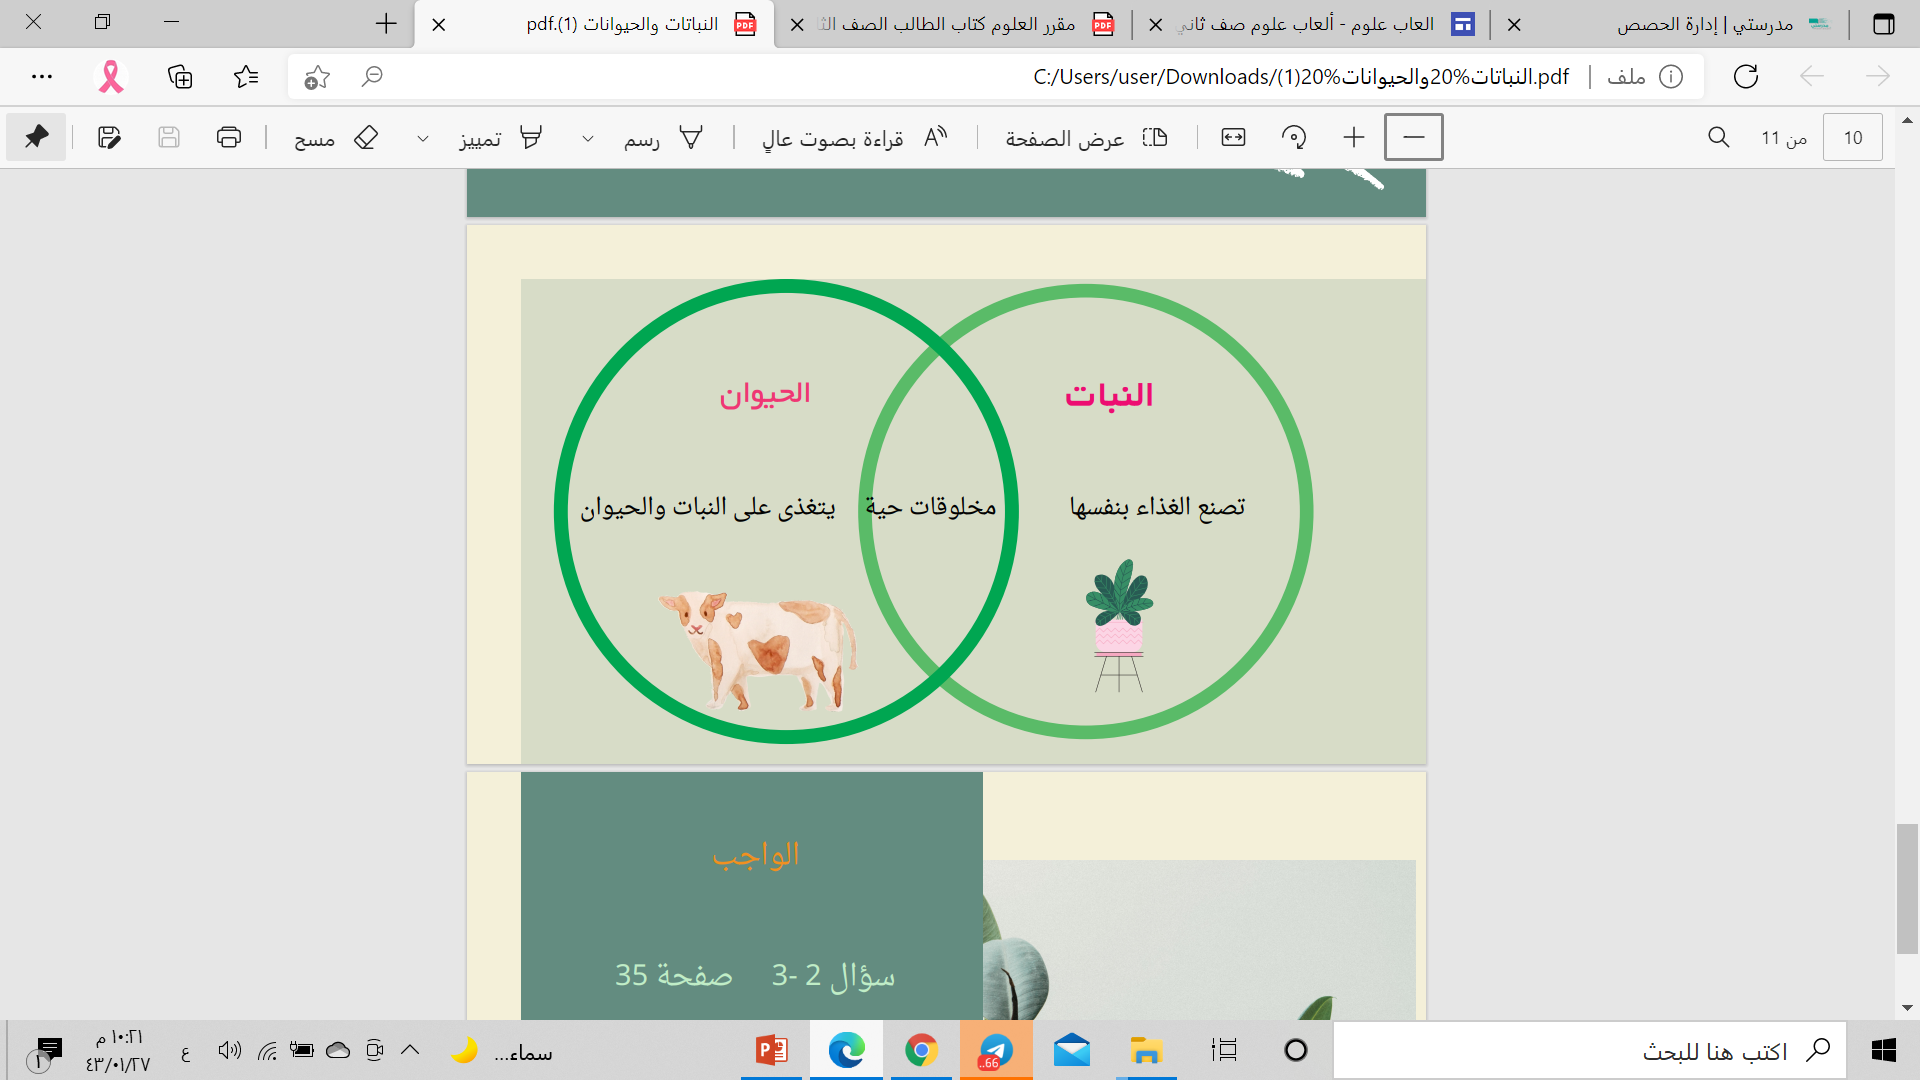 مدرستي | إدارة الحصص
العاب علوم - ألعاب علوم صف ثاني
مقرر العلوم كتاب الطالب الصف الثا
النباتات والحيوانات (1).pdf
ملف
C:/Users/user/Downloads/النباتات%20والحيوانات%20(1).pdf
10
من 11
عرض الصفحة
قراءة بصوت عالٍ
رسم
تمييز
مسح
النبات
الحيوان
تصنع الغذاء بنفسها
مخلوقات حية
يتغذى على النبات والحيوان
الواجب
سؤال 2 -3 صفحة 35
اكتب هنا للبحث
66..
سماء...
ع
١٠:٢١ م
٤٣/٠١/٢٧
١